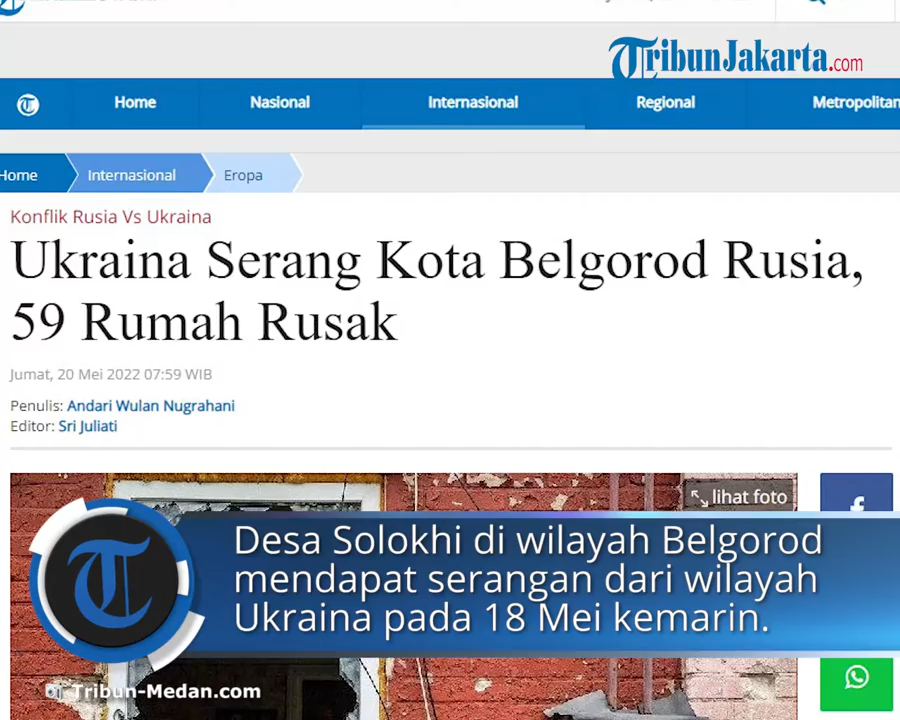 TribunJakarta.com
Home
Nasional
Internasional
Regional
Metropolitan
Home
Internasional
Eropa
Konflik Rusia Vs Ukraina
Ukraina Serang Kota Belgorod Rusia,
59 Rumah Rusak
Jumat, 20 Mei 2022 07:59 WIB
Penulis: Andari Wulan Nugrahani
Editor: Sri Juliati
lihat foto
Desa Solokhi di wilayah Belgorod
mendapat serangan dari wilayah
Ukraina pada 18 Mei kemarin.
Tribun-Medan.com